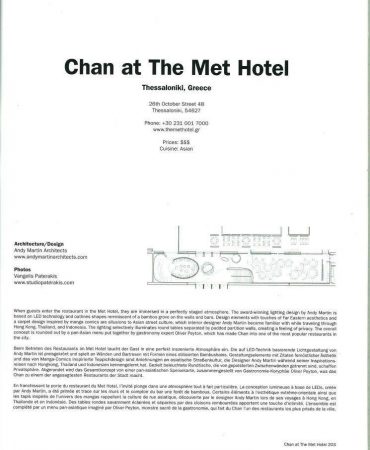 Chan at The Met Hotel
Thessaloniki, Greece
26th October Street 48
Thessaloniki, 54627
Phone: +30 231 001 7000
www.themethotel.gr
Prices: $$$
Cuisine: Asian
Architecture/Design
Andy Martin Architects
www.andymartinarchitects.com
Photos
Vangelis Paterakis
www.studiopaterakis.com
When guests enter the restaurant in the Met Hotel, they are immersed in a perfectly staged atmosphere. The award-winning lighting design by Andy Martin is
based on LED technology and catches shapes reminiscent of a bamboo grove on the walls and bars. Design elements with touches of Far Eastern aesthetics and
a carpet design inspired by manga comics are allusions to Asian street culture, which interior designer Andy Martin became familiar with while traveling through
Hong Kong, Thailand, and Indonesia. The lighting selectively illuminates round tables separated by padded partition walls, creating a feeling of privacy. The overall
concept is rounded out by a pan-Asian menu put together by gastronomy expert Oliver Peyton, which has made Chan into one of the most popular restaurants in
the city.
Beim Betreten des Restaurants im Met Hotel taucht der Gast in eine perfekt inszenierte Atmosphäre ein. Die auf LED-Technik basierende Lichtgestaltung von
Andy Martin ist preisgekrönt und spielt an Wänden und Bartresen mit Formen eines stilisierten Bambushains. Gestaltungselemente mit Zitaten fernöstlicher Ästhetik
und das von Manga Comics inspirierte Teppichdesign sind Anlehnungen an asiatische Straßenkultur, die Designer Andy Martin während seiner Inspirations-
reisen nach Hongkong, Thailand und Indonesien kennengelernt hat. Gezielt beleuchtete Rundtische, die von gepolsterten Zwischenwänden getrennt sind, schaffen
Privatsphäre. Abgerundet wird das Gesamtkonzept von einer pan-asiatischen Speisenkarte, zusammengestellt von Gastronomie-Koryphäe Oliver Peyton, was das
Chan zu einem der angesagtesten Restaurants der Stadt macht.
En franchissant la porte du restaurant du Met Hotel, l'invité plonge dans une atmosphère tout à fait particulière. La conception lumineuse à base de LEDs, créée
par Andy Martin, a été primée et trace sur les murs et le comptoir du bar une forêt de bambous. Certains éléments à l'esthétique extrême-orientale ainsi que
les tapis inspirés de l'univers des mangas rappellent la culture de rue asiatique, découverte par le designer Andy Martin lors de ses voyages à Hong Kong, en
Thaïlande et en Indonésie. Des tables rondes savamment éclairées et séparées par des cloisons rembourrées apportent une touche d'intimité. L'ensemble est
complété par un menu pan-asiatique imaginé par Oliver Peyton, monstre sacré de la gastronomie, qui fait du Chan l'un des restaurants les plus prisés de la ville.
Chan at The Met Hotel 203